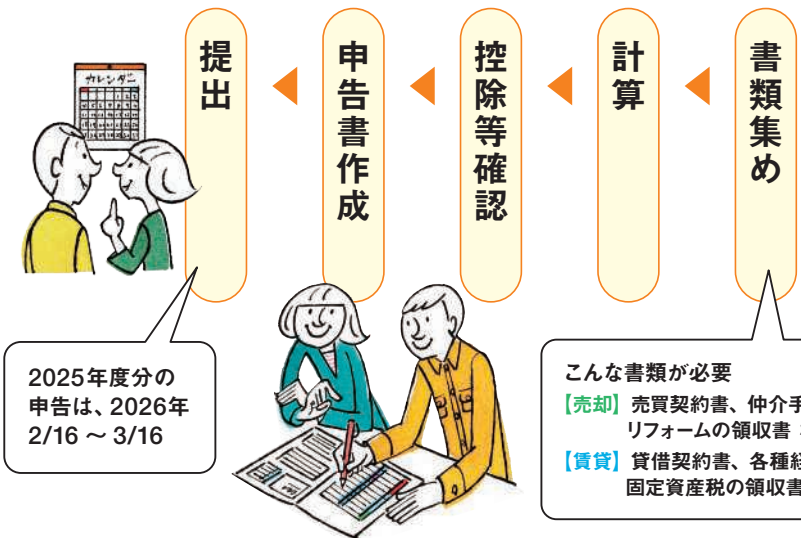 書類集め
計算
控除等確認
申告書作成
提出
カレンダー
2025年度分の
申告は、2026年
2/16 ～ 3/16
こんな書類が必要
【売却】 売買契約書、仲介手
リフォームの領収書
【賃貸】 賃借契約書、各種経
固定資産税の領収書